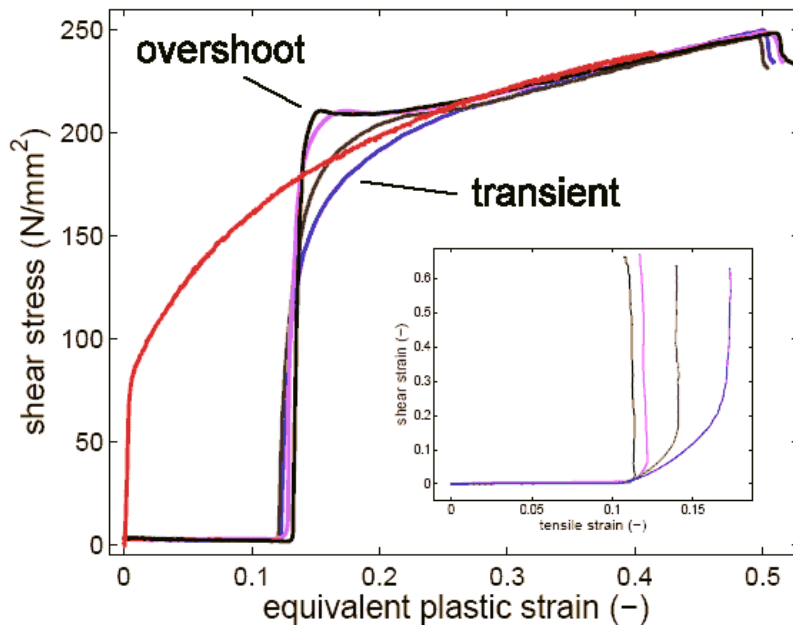 250
overshoot
200
transient
150
100
50
0
shear stress (N/mm²)
0 0.1 0.2 0.3 0.4 0.5
equivalent plastic strain (−)
0.6
0.5
0.4
0.3
0.2
0.1
0
shear strain (−)
0 0.05 0.1 0.15
tensile strain (−)